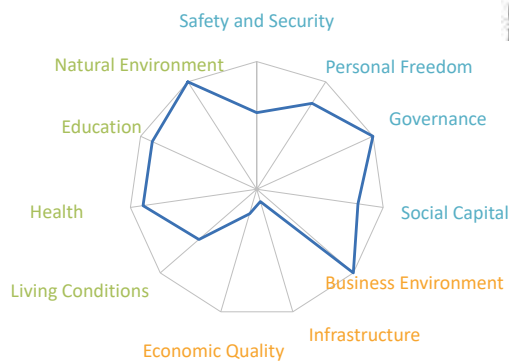 Safety and Security
Natural Environment
Personal Freedom
Education
Governance
Health
Social Capital
Living Conditions
Business Environment
Infrastructure
Economic Quality